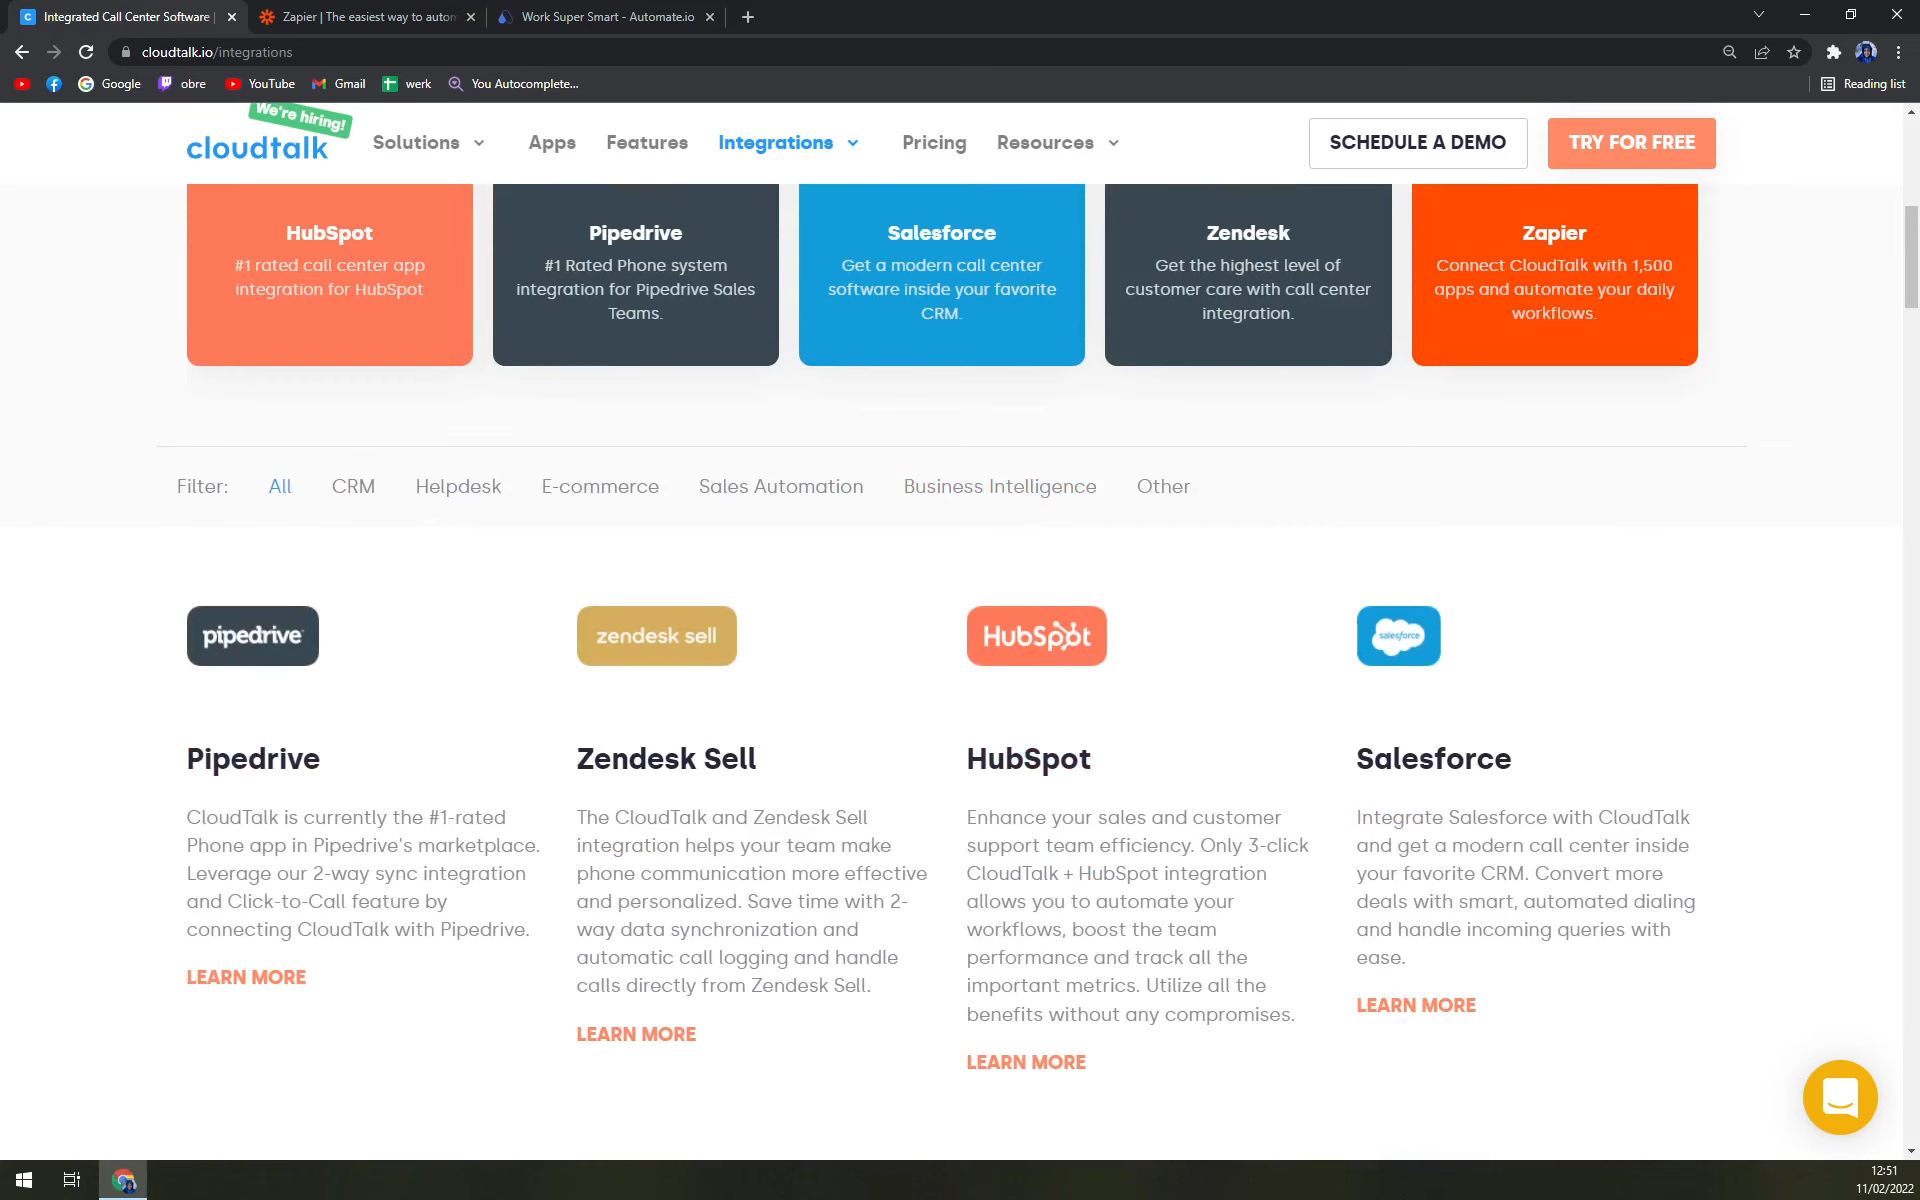 Integrated Call Center Software |
Zapier | The easiest way to autom
Work Super Smart - Automate.io
cloudtalk.io/integrations
Google
obre
YouTube
Gmail
werk
You Autocomplete...
Reading list
We're hiring!
cloudtalk
Solutions
Apps
Features
Integrations
Pricing
Resources
SCHEDULE A DEMO
TRY FOR FREE
HubSpot
#1 rated call center app
integration for HubSpot
Pipedrive
#1 Rated Phone system
integration for Pipedrive Sales
Teams.
Salesforce
Get a modern call center
software inside your favorite
CRM.
Zendesk
Get the highest level of
customer care with call center
integration.
Zapier
Connect CloudTalk with 1,500
apps and automate your daily
workflows.
Filter:
All
CRM
Helpdesk
E-commerce
Sales Automation
Business Intelligence
Other
pipedrive
Pipedrive
CloudTalk is currently the #1-rated
Phone app in Pipedrive's marketplace.
Leverage our 2-way sync integration
and Click-to-Call feature by
connecting CloudTalk with Pipedrive.
LEARN MORE
zendesk sell
Zendesk Sell
The CloudTalk and Zendesk Sell
integration helps your team make
phone communication more effective
and personalized. Save time with 2-
way data synchronization and
automatic call logging and handle
calls directly from Zendesk Sell.
LEARN MORE
HubSpot
HubSpot
Enhance your sales and customer
support team efficiency. Only 3-click
CloudTalk + HubSpot integration
allows you to automate your
workflows, boost the team
performance and track all the
important metrics. Utilize all the
benefits without any compromises.
LEARN MORE
salesforce
Salesforce
Integrate Salesforce with CloudTalk
and get a modern call center inside
your favorite CRM. Convert more
deals with smart, automated dialing
and handle incoming queries with
ease.
LEARN MORE
12:51
11/02/2022